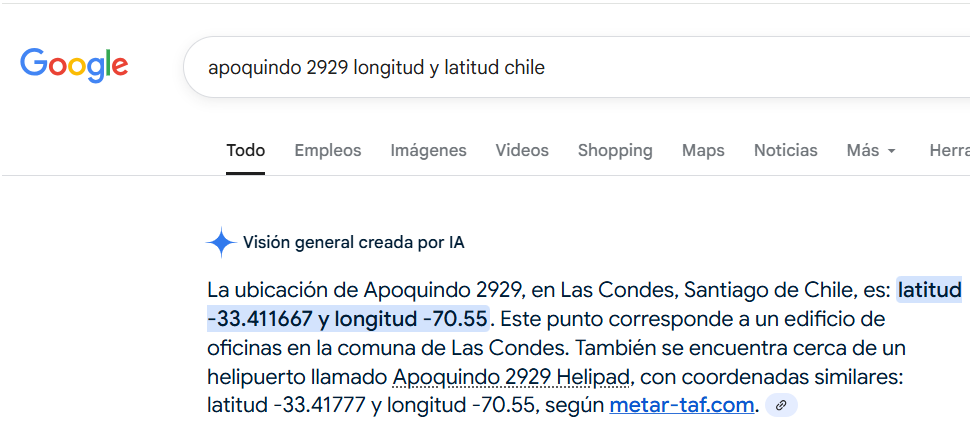 Google
apoquindo 2929 longitud y latitud chile
Todo Empleos Imágenes Videos Shopping Maps Noticias Más Herra
Visión general creada por IA
La ubicación de Apoquindo 2929, en Las Condes, Santiago de Chile, es: latitud
-33.411667 y longitud -70.55. Este punto corresponde a un edificio de
oficinas en la comuna de Las Condes. También se encuentra cerca de un
helipuerto llamado Apoquindo 2929 Helipad, con coordenadas similares:
latitud -33.41777 y longitud -70.55, según metar-taf.com.